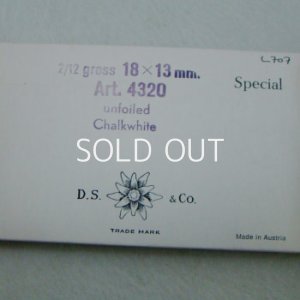 L707
2/12 gross 18×13 mm.
Art. 4320
Special
unfoiled
Chalkwhite
SOLD OUT
D.S. & Co.
TRADE MARK
Made in Austria